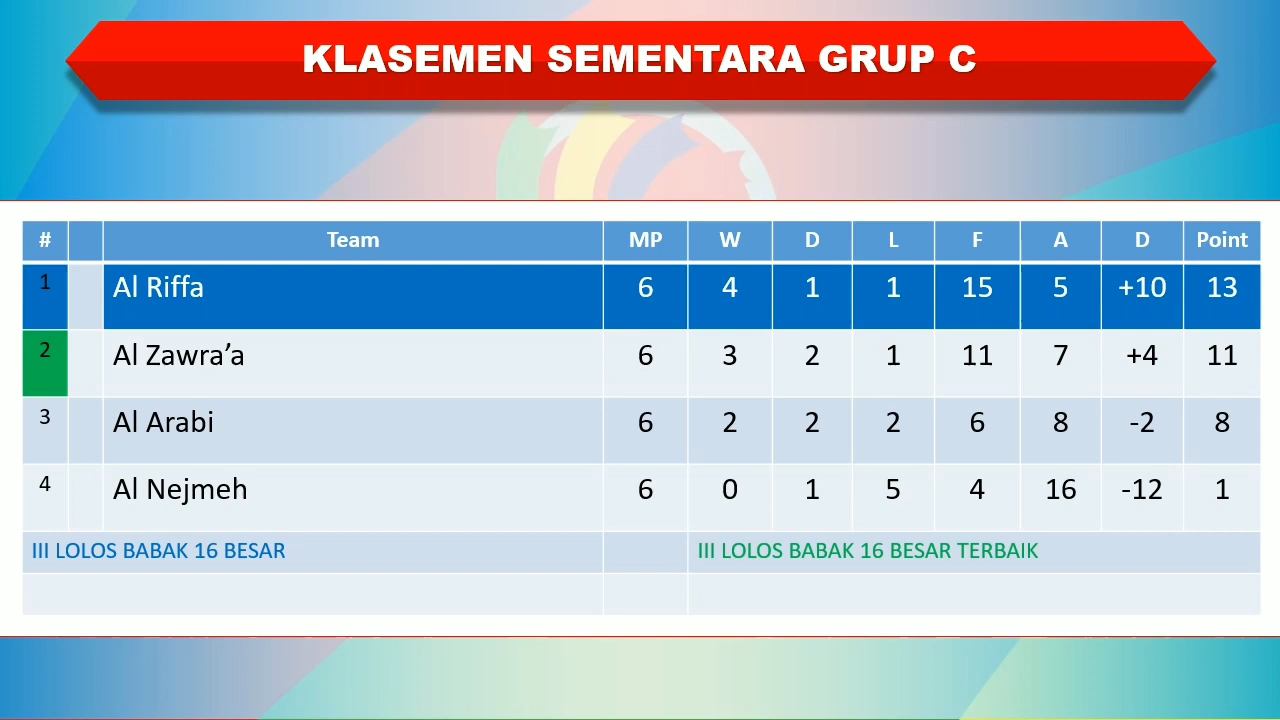 KLASEMEN SEMENTARA GRUP C
# Team MP W D L F A D Point
1 Al Riffa 6 4 1 1 15 5 +10 13
2 Al Zawra’a 6 3 2 1 11 7 +4 11
3 Al Arabi 6 2 2 2 6 8 -2 8
4 Al Nejmeh 6 0 1 5 4 16 -12 1
III LOLOS BABAK 16 BESAR III LOLOS BABAK 16 BESAR TERBAIK